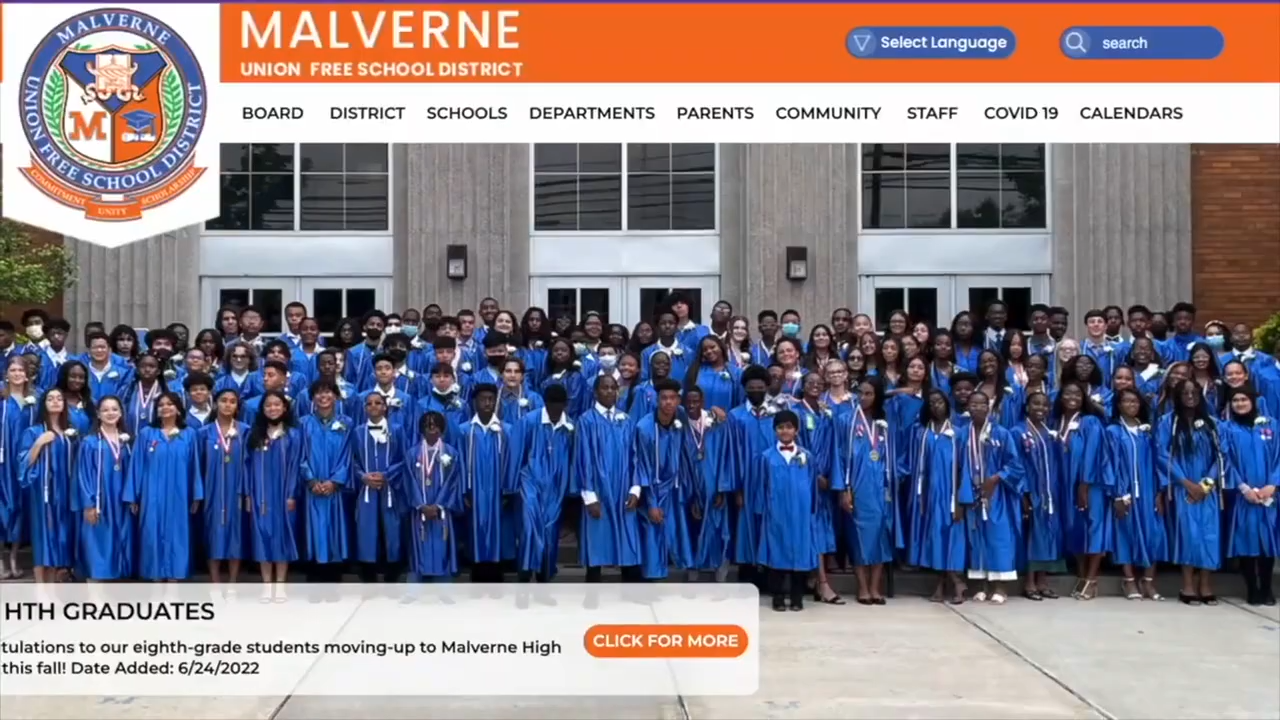 MALVERNE
UNION FREE SCHOOL DISTRICT
Select Language
search
MALVERNE
UNION FREE SCHOOL DISTRICT
M
COMMITMENT
UNITY
SCHOLARSHIP
BOARD DISTRICT SCHOOLS DEPARTMENTS PARENTS COMMUNITY STAFF COVID 19 CALENDARS
HTH GRADUATES
tulations to our eighth-grade students moving-up to Malverne High
this fall! Date Added: 6/24/2022
CLICK FOR MORE